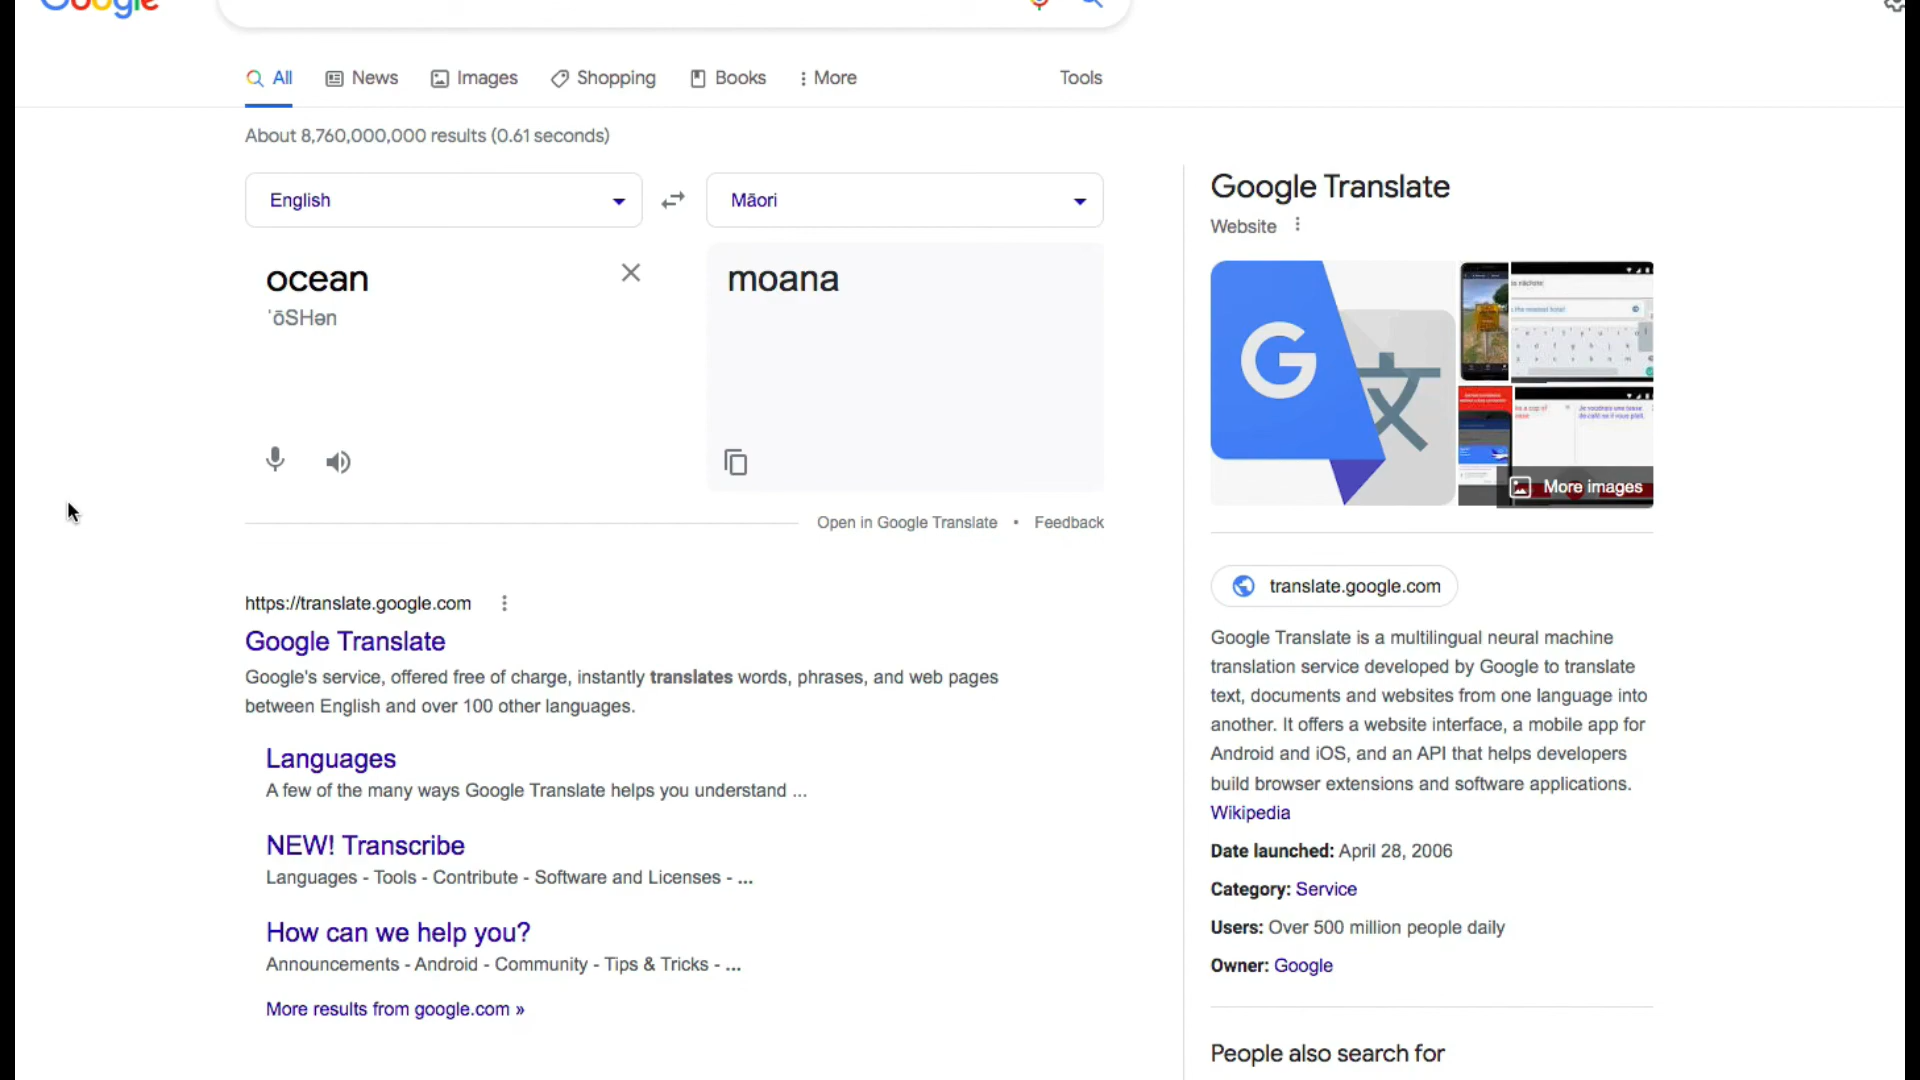 Google
All
News
Images
Shopping
Books
More
Tools
About 8,760,000,000 results (0.61 seconds)
English
Māori
ocean
ˈōSHən
moana
Open in Google Translate • Feedback
https://translate.google.com
Google Translate
Google's service, offered free of charge, instantly translates words, phrases, and web pages
between English and over 100 other languages.
Languages
A few of the many ways Google Translate helps you understand ...
NEW! Transcribe
Languages - Tools - Contribute - Software and Licenses - ...
How can we help you?
Announcements - Android - Community - Tips & Tricks - ...
More results from google.com »
Google Translate
Website
G
文
More images
translate.google.com
Google Translate is a multilingual neural machine
translation service developed by Google to translate
text, documents and websites from one language into
another. It offers a website interface, a mobile app for
Android and iOS, and an API that helps developers
build browser extensions and software applications.
Wikipedia
Date launched: April 28, 2006
Category: Service
Users: Over 500 million people daily
Owner: Google
People also search for